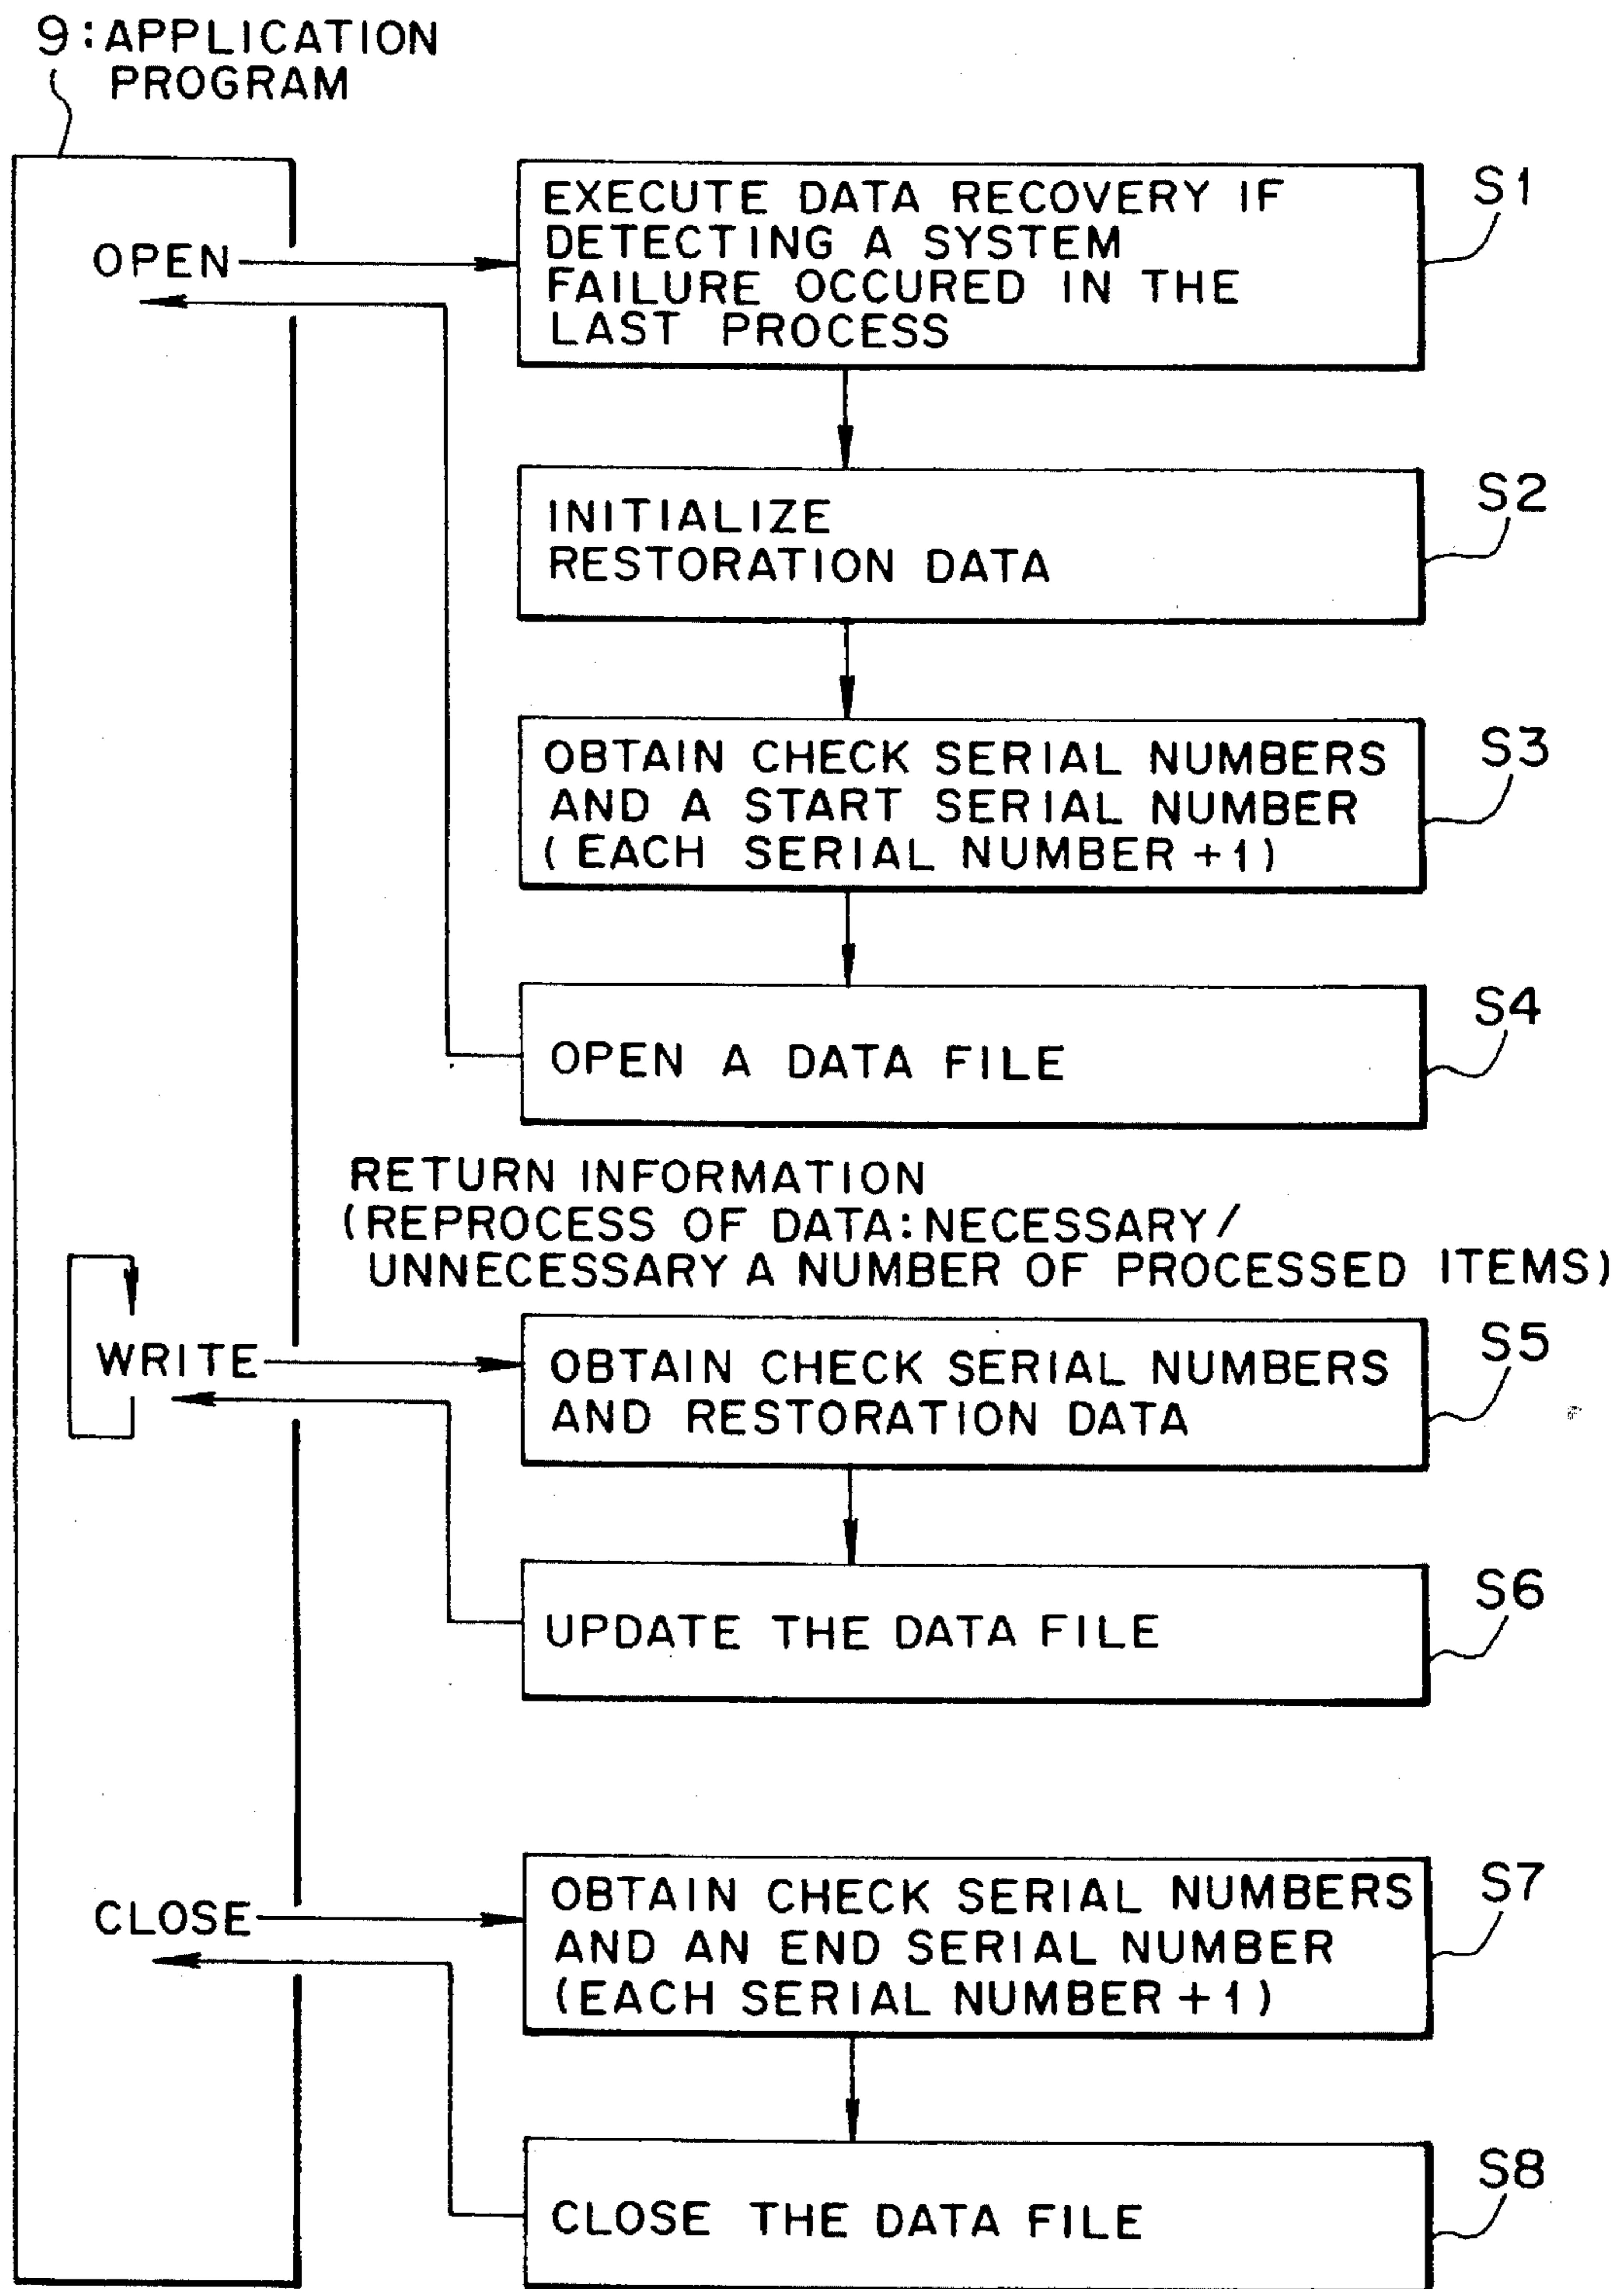 9:APPLICATION
PROGRAM
OPEN
EXECUTE DATA RECOVERY IF
DETECTING A SYSTEM
FAILURE OCCURED IN THE
LAST PROCESS
S1
INITIALIZE
RESTORATION DATA
S2
OBTAIN CHECK SERIAL NUMBERS
AND A START SERIAL NUMBER
(EACH SERIAL NUMBER +1)
S3
OPEN A DATA FILE
S4
RETURN INFORMATION
(REPROCESS OF DATA:NECESSARY/
UNNECESSARY A NUMBER OF PROCESSED ITEMS)
WRITE
OBTAIN CHECK SERIAL NUMBERS
AND RESTORATION DATA
S5
UPDATE THE DATA FILE
S6
CLOSE
OBTAIN CHECK SERIAL NUMBERS
AND AN END SERIAL NUMBER
(EACH SERIAL NUMBER +1)
S7
CLOSE THE DATA FILE
S8